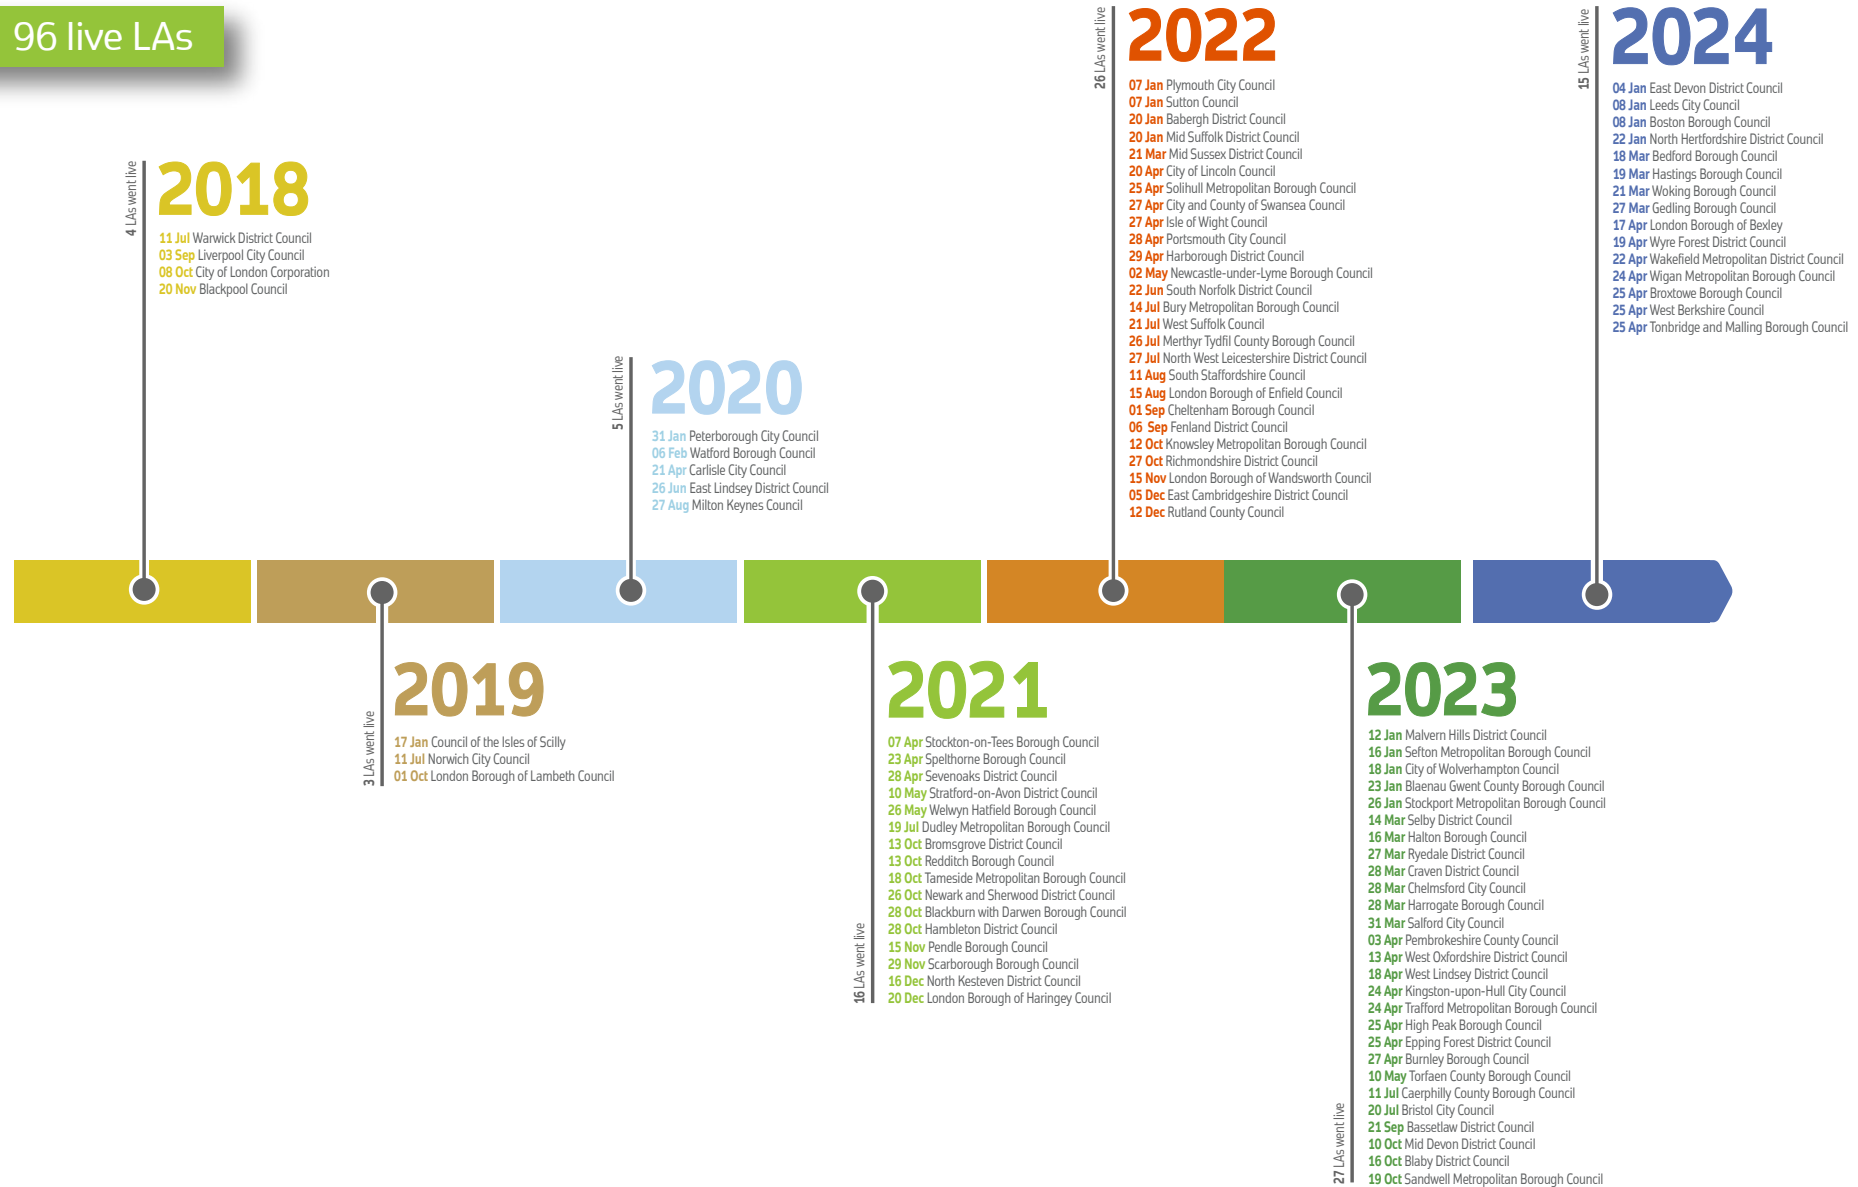 96 live LAs
4 LAs went live
2018
11 Jul Warwick District Council
03 Sep Liverpool City Council
08 Oct City of London Corporation
20 Nov Blackpool Council
3 LAs went live
2019
17 Jan Council of the Isles of Scilly
11 Jul Norwich City Council
01 Oct London Borough of Lambeth Council
5 LAs went live
2020
31 Jan Peterborough City Council
06 Feb Watford Borough Council
21 Apr Carlisle City Council
26 Jun East Lindsey District Council
27 Aug Milton Keynes Council
16 LAs went live
2021
07 Apr Stockton-on-Tees Borough Council
23 Apr Spelthorne Borough Council
28 Apr Sevenoaks District Council
10 May Stratford-on-Avon District Council
26 May Welwyn Hatfield Borough Council
19 Jul Dudley Metropolitan Borough Council
13 Oct Bromsgrove District Council
13 Oct Redditch Borough Council
18 Oct Tameside Metropolitan Borough Council
26 Oct Newark and Sherwood District Council
28 Oct Blackburn with Darwen Borough Council
28 Oct Hambleton District Council
15 Nov Pendle Borough Council
29 Nov Scarborough Borough Council
16 Dec North Kesteven District Council
20 Dec London Borough of Haringey Council
26 LAs went live
2022
07 Jan Plymouth City Council
07 Jan Sutton Council
20 Jan Babergh District Council
20 Jan Mid Suffolk District Council
21 Mar Mid Sussex District Council
20 Apr City of Lincoln Council
25 Apr Solihull Metropolitan Borough Council
27 Apr City and County of Swansea Council
27 Apr Isle of Wight Council
28 Apr Portsmouth City Council
29 Apr Harborough District Council
02 May Newcastle-under-Lyme Borough Council
22 Jun South Norfolk District Council
14 Jul Bury Metropolitan Borough Council
21 Jul West Suffolk Council
26 Jul Merthyr Tydfil County Borough Council
27 Jul North West Leicestershire District Council
11 Aug South Staffordshire Council
15 Aug London Borough of Enfield Council
01 Sep Cheltenham Borough Council
06 Sep Fenland District Council
12 Oct Knowsley Metropolitan Borough Council
27 Oct Richmondshire District Council
15 Nov London Borough of Wandsworth Council
05 Dec East Cambridgeshire District Council
12 Dec Rutland County Council
27 LAs went live
2023
12 Jan Malvern Hills District Council
16 Jan Sefton Metropolitan Borough Council
18 Jan City of Wolverhampton Council
23 Jan Blaenau Gwent County Borough Council
26 Jan Stockport Metropolitan Borough Council
14 Mar Selby District Council
16 Mar Halton Borough Council
27 Mar Ryedale District Council
28 Mar Craven District Council
28 Mar Chelmsford City Council
28 Mar Harrogate Borough Council
31 Mar Salford City Council
03 Apr Pembrokeshire County Council
13 Apr West Oxfordshire District Council
18 Apr West Lindsey District Council
24 Apr Kingston-upon-Hull City Council
24 Apr Trafford Metropolitan Borough Council
25 Apr High Peak Borough Council
25 Apr Epping Forest District Council
27 Apr Burnley Borough Council
10 May Torfaen County Borough Council
11 Jul Caerphilly County Borough Council
20 Jul Bristol City Council
21 Sep Bassetlaw District Council
10 Oct Mid Devon District Council
16 Oct Blaby District Council
19 Oct Sandwell Metropolitan Borough Council
15 LAs went live
2024
04 Jan East Devon District Council
08 Jan Leeds City Council
08 Jan Boston Borough Council
22 Jan North Hertfordshire District Council
18 Mar Bedford Borough Council
19 Mar Hastings Borough Council
21 Mar Woking Borough Council
27 Mar Gedling Borough Council
17 Apr London Borough of Bexley
19 Apr Wyre Forest District Council
22 Apr Wakefield Metropolitan District Council
24 Apr Wigan Metropolitan Borough Council
25 Apr Broxtowe Borough Council
25 Apr West Berkshire Council
25 Apr Tonbridge and Malling Borough Council